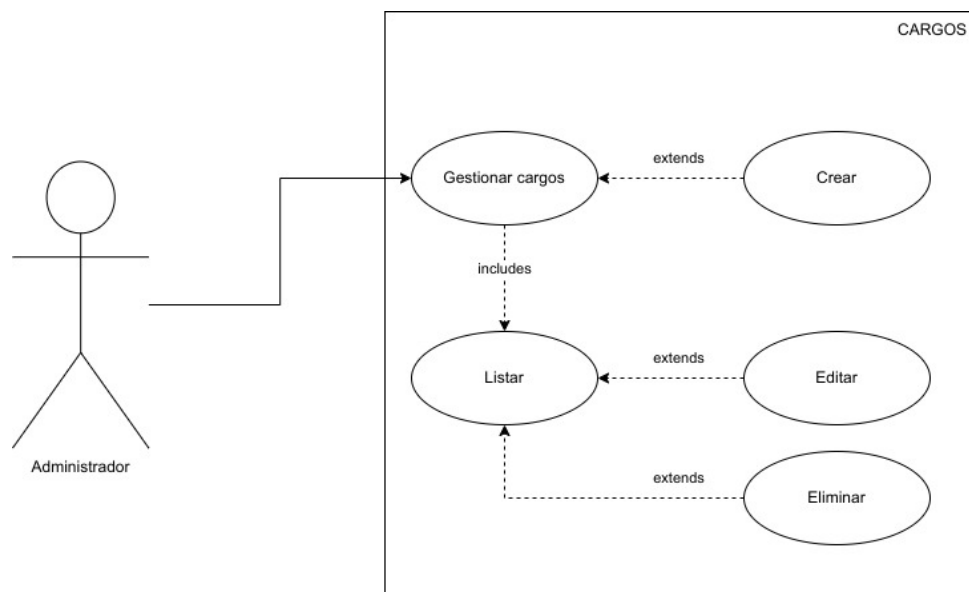 CARGOS
Gestionar cargos
extends
Crear
includes
Listar
extends
Editar
Administrador
extends
Eliminar